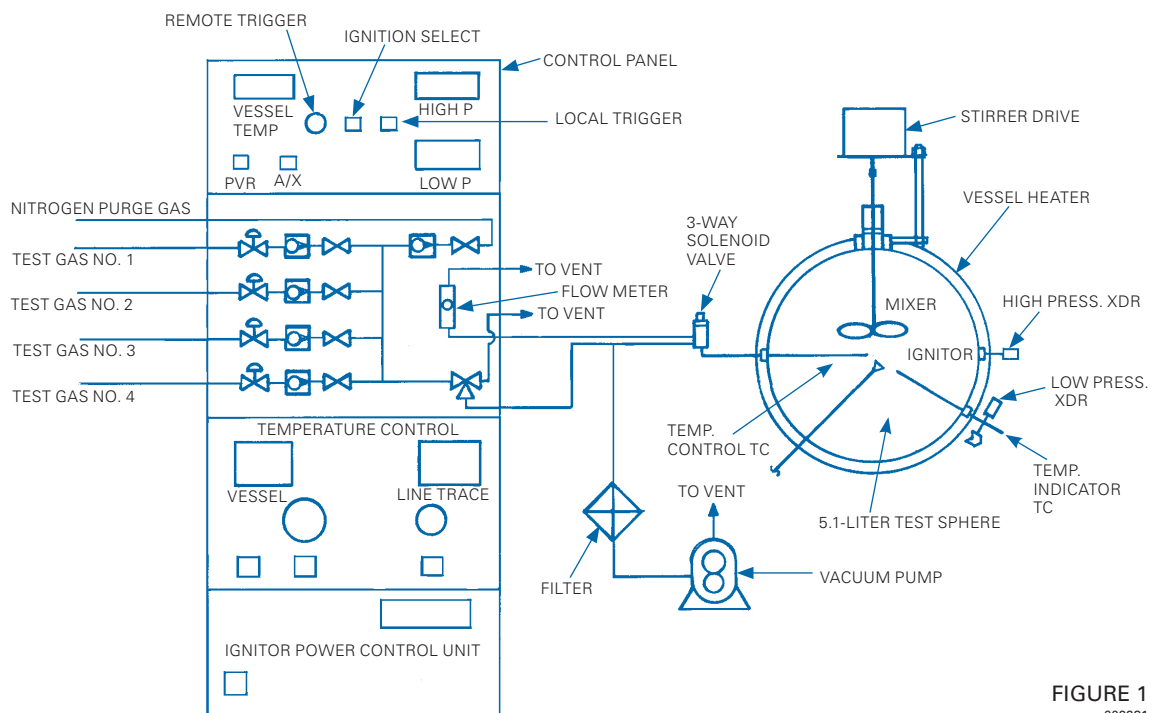 REMOTE TRIGGER
IGNITION SELECT
CONTROL PANEL
VESSEL
TEMP
HIGH P
LOCAL TRIGGER
PVR
A/X
LOW P
STIRRER DRIVE
NITROGEN PURGE GAS
TEST GAS NO. 1
TEST GAS NO. 2
TEST GAS NO. 3
TEST GAS NO. 4
TO VENT
FLOW METER
TO VENT
3-WAY
SOLENOID
VALVE
VESSEL HEATER
MIXER
HIGH PRESS. XDR
IGNITOR
LOW PRESS.
XDR
TEMP.
CONTROL TC
TEMP.
INDICATOR
TC
5.1-LITER TEST SPHERE
TEMPERATURE CONTROL
VESSEL
LINE TRACE
TO VENT
FILTER
VACUUM PUMP
IGNITOR POWER CONTROL UNIT
FIGURE 1